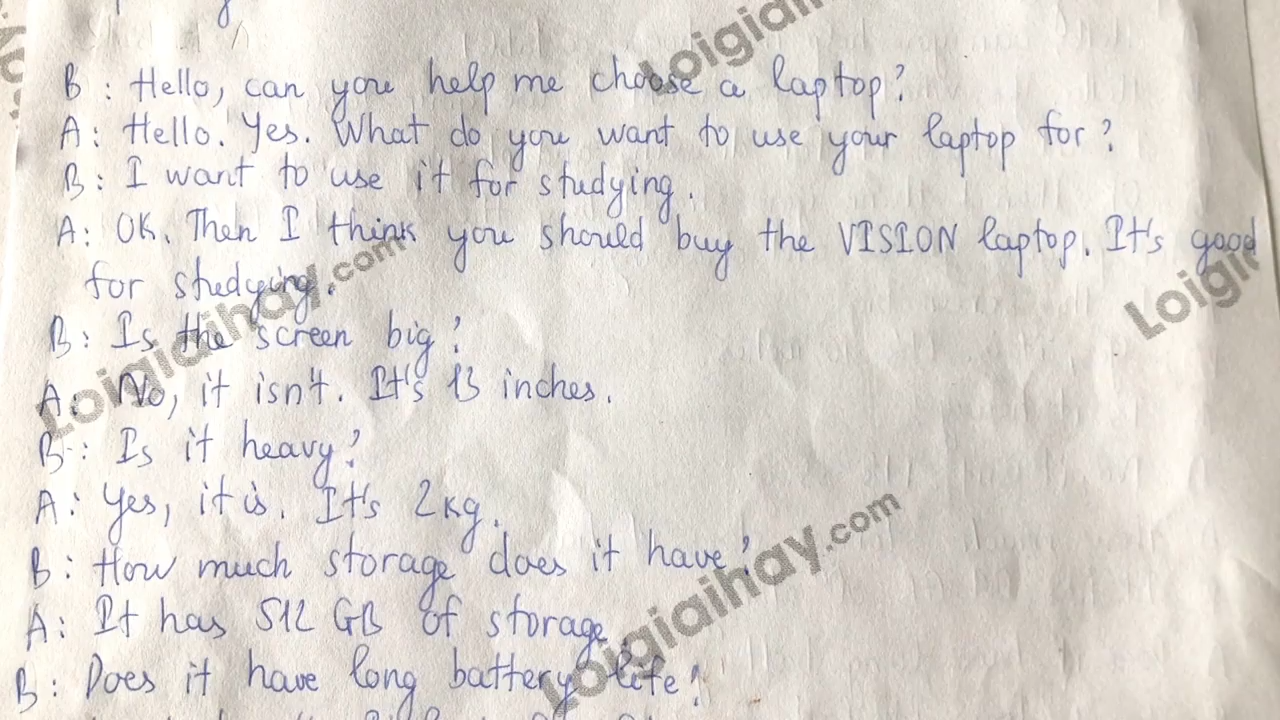 B : Hello, can you help me choose a laptop?
A : Hello. Yes. What do you want to use your laptop for?
B : I want to use it for studying.
A : OK. Then I think you should buy the VISION laptop. It's good
for studying.
B : Is the screen big?
A : No, it isn't. It's 13 inches.
B : Is it heavy?
A : Yes, it is. It's 2kg.
B : How much storage does it have?
A : It has 512 GB of storage.
B : Does it have long battery life?
Loigiaihay.com
Loigiaihay.com